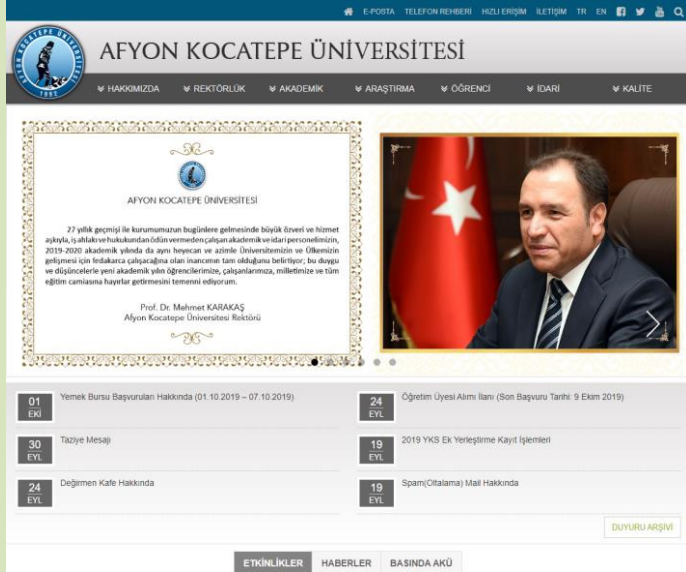 E-POSTA TELEFON REHBERİ HIZLI ERİŞİM İLETİŞİM TR EN
AFYON KOCATEPE ÜNİVERSİTESİ
HAKKIMIZDA REKTÖRLÜK AKADEMİK ARAŞTIRMA ÖĞRENCİ İDARİ KALİTE
AFYON KOCATEPE ÜNİVERSİTESİ
27 yıllık geçmişi ile kurumumuzun bugünlere gelmesinde büyük özveri ve hizmet
aşkıyla, iş ahlakı ve hukukundan ödün vermeden çalışan akademik ve idari personelimizin,
2019-2020 akademik yılında da aynı heyecan ve azimle Üniversitemizin ve Ülkemizin
gelişmesi için fedakarca çalışacağına olan inancımın tam olduğunu belirtiyor; bu duygu
ve düşüncelerle yeni akademik yılın öğrencilerimize, çalışanlarımıza, milletimize ve tüm
eğitim camiasına hayırlar getirmesini temenni ediyorum.
Prof. Dr. Mehmet KARAKAŞ
Afyon Kocatepe Üniversitesi Rektörü
01
EKİ
Yemek Bursu Başvuruları Hakkında (01.10.2019 – 07.10.2019)
24
EYL
Öğretim Üyesi Alımı İlanı (Son Başvuru Tarihi: 9 Ekim 2019)
30
EYL
Taziye Mesajı
19
EYL
2019 YKS Ek Yerleştirme Kayıt İşlemleri
24
EYL
Değirmen Kafe Hakkında
19
EYL
Spam(Oltalama) Mail Hakkında
DUYURU ARŞİVİ
ETKİNLİKLER HABERLER BASINDA AKÜ